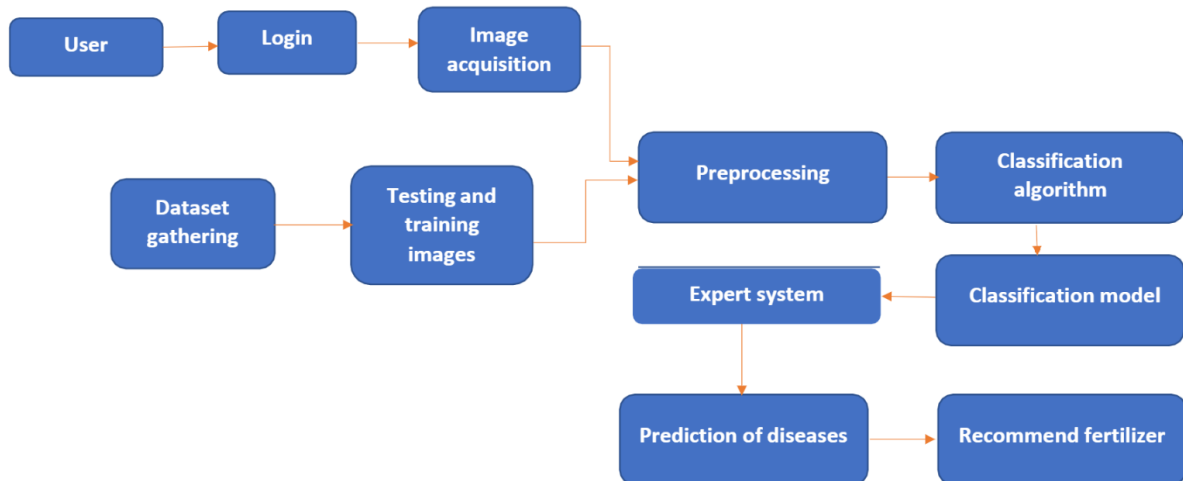 User
Login
Image
acquisition
Dataset
gathering
Testing and
training
images
Preprocessing
Classification
algorithm
Expert system
Classification model
Prediction of diseases
Recommend fertilizer